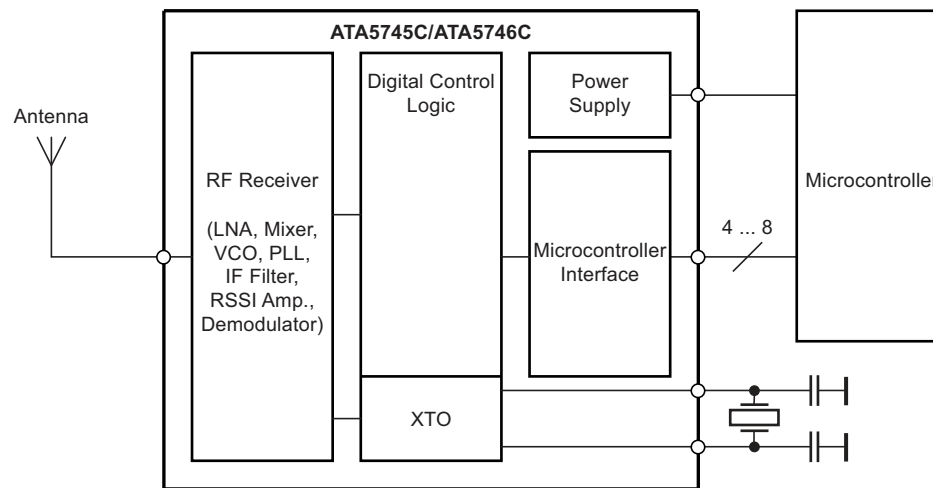 ATA5745C/ATA5746C
Antenna
RF Receiver
(LNA, Mixer,
VCO, PLL,
IF Filter,
RSSI Amp.,
Demodulator)
Digital Control
Logic
XTO
Power
Supply
Microcontroller
Interface
4 ... 8
Microcontroller